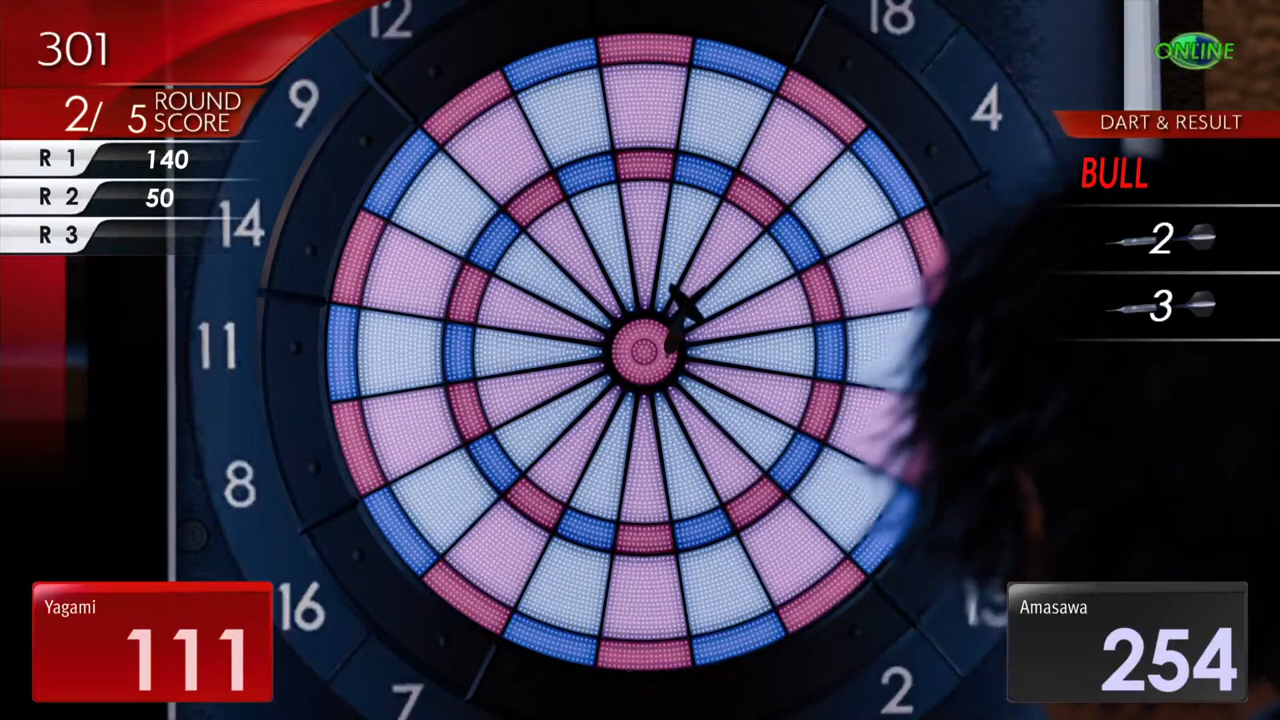 301
2/ 5 ROUND SCORE
R 1 140
R 2 50
R 3
12
18
9
4
14
11
8
16
7
2
15
ONLINE
DART & RESULT
BULL
2
3
Yagami
111
Amasawa
254